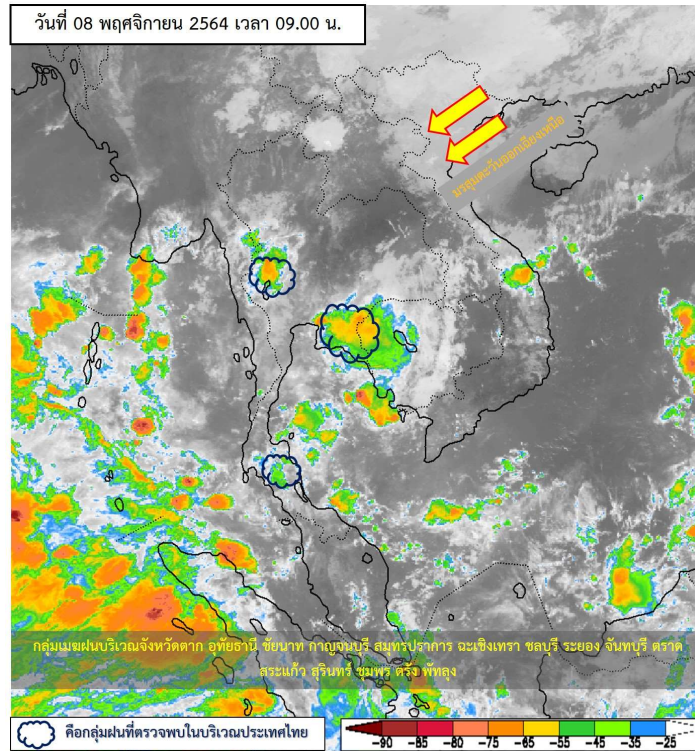 วันที่ 08 พฤศจิกายน 2564 เวลา 09.00 น.
มรสุมตะวันออกเฉียงเหนือ
กลุ่มเมฆฝนบริเวณจังหวัดตาก อุทัยธานี ชัยนาท กาญจนบุรี สมุทรปราการ ฉะเชิงเทรา ชลบุรี ระยอง จันทบุรี ตราด
สระแก้ว สุรินทร์ ชุมพร ตรัง พัทลุง
คือกลุ่มฝนที่ตรวจพบในบริเวณประเทศไทย
-90 -85 -80 -75 -65 -55 -45 -35 -25